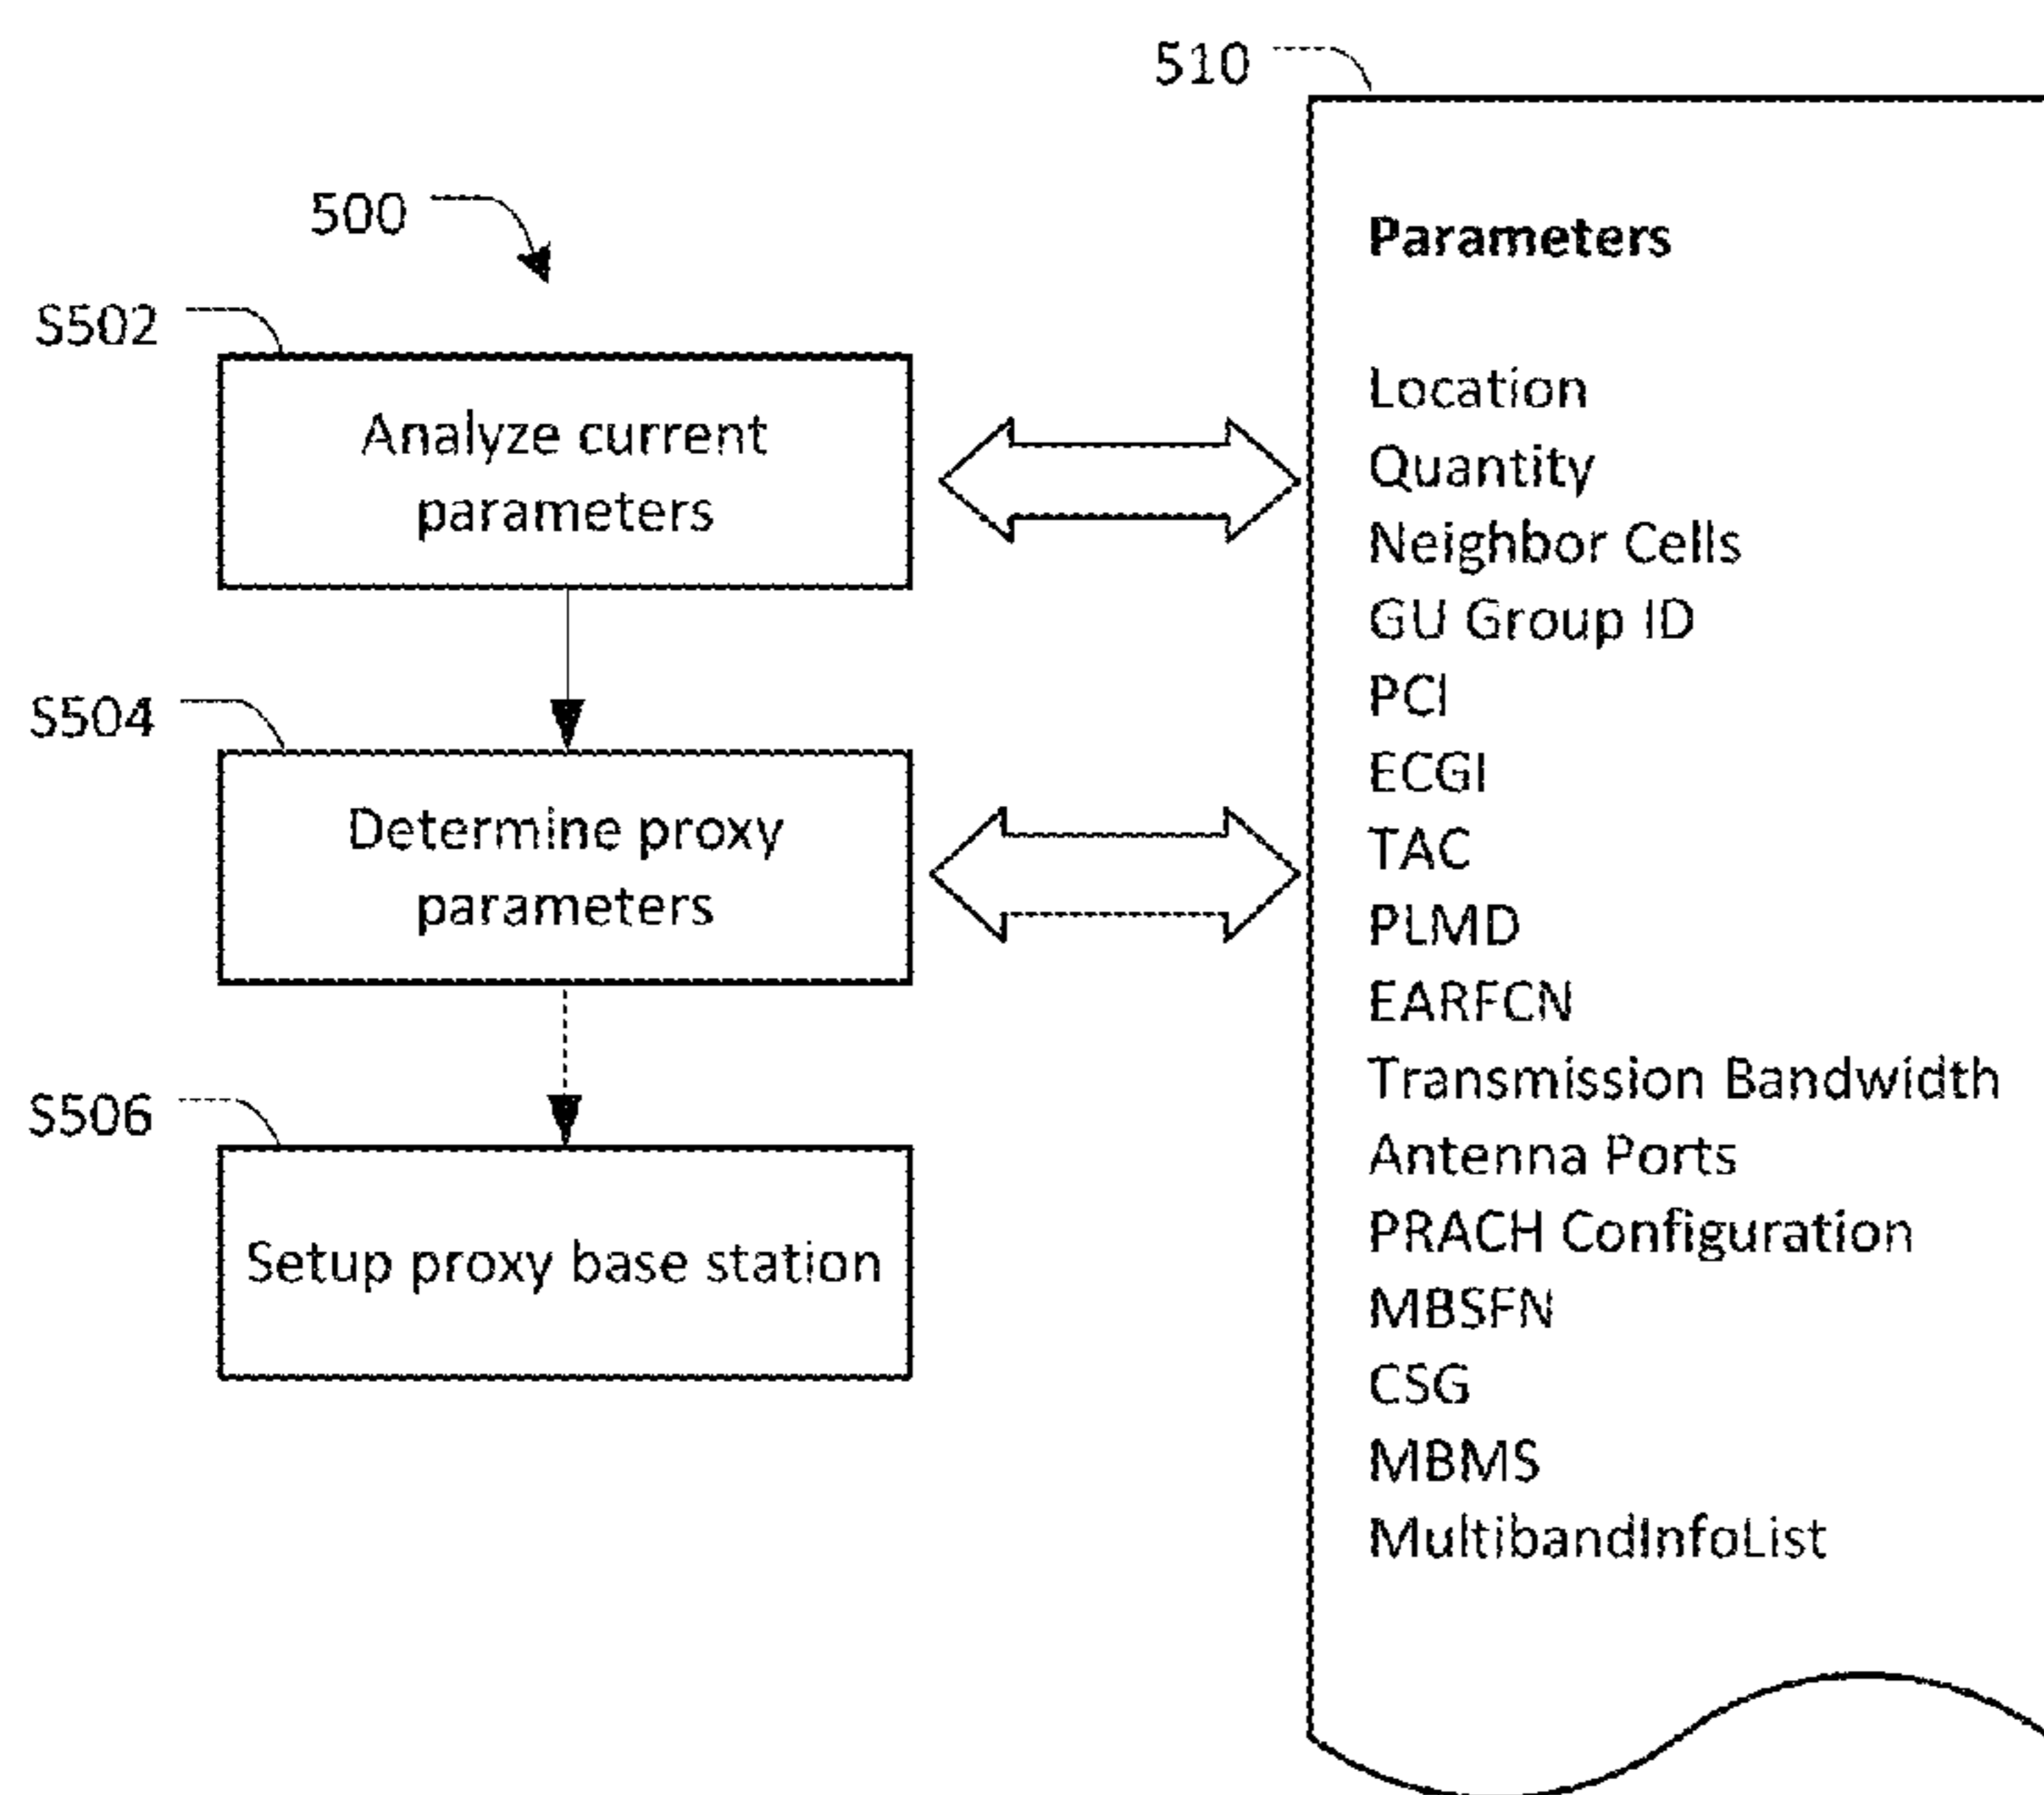 510
500
S502
Analyze current
parameters
S504
Determine proxy
parameters
S506
Setup proxy base station
Parameters
Location
Quantity
Neighbor Cells
GU Group ID
PCI
ECGI
TAC
PLMD
EARFCN
Transmission Bandwidth
Antenna Ports
PRACH Configuration
MBSFN
CSG
MBMS
MultibandInfoList